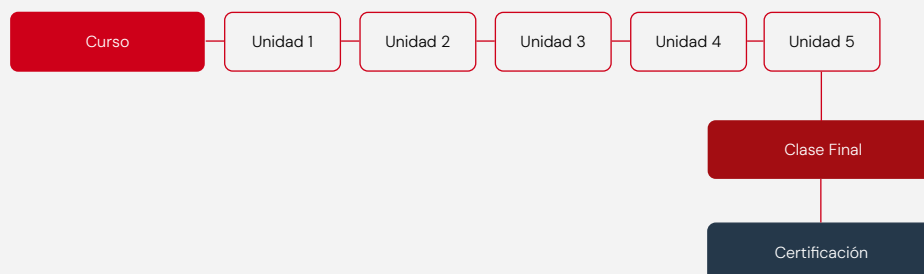 Curso
Unidad 1
Unidad 2
Unidad 3
Unidad 4
Unidad 5
Clase Final
Certificación